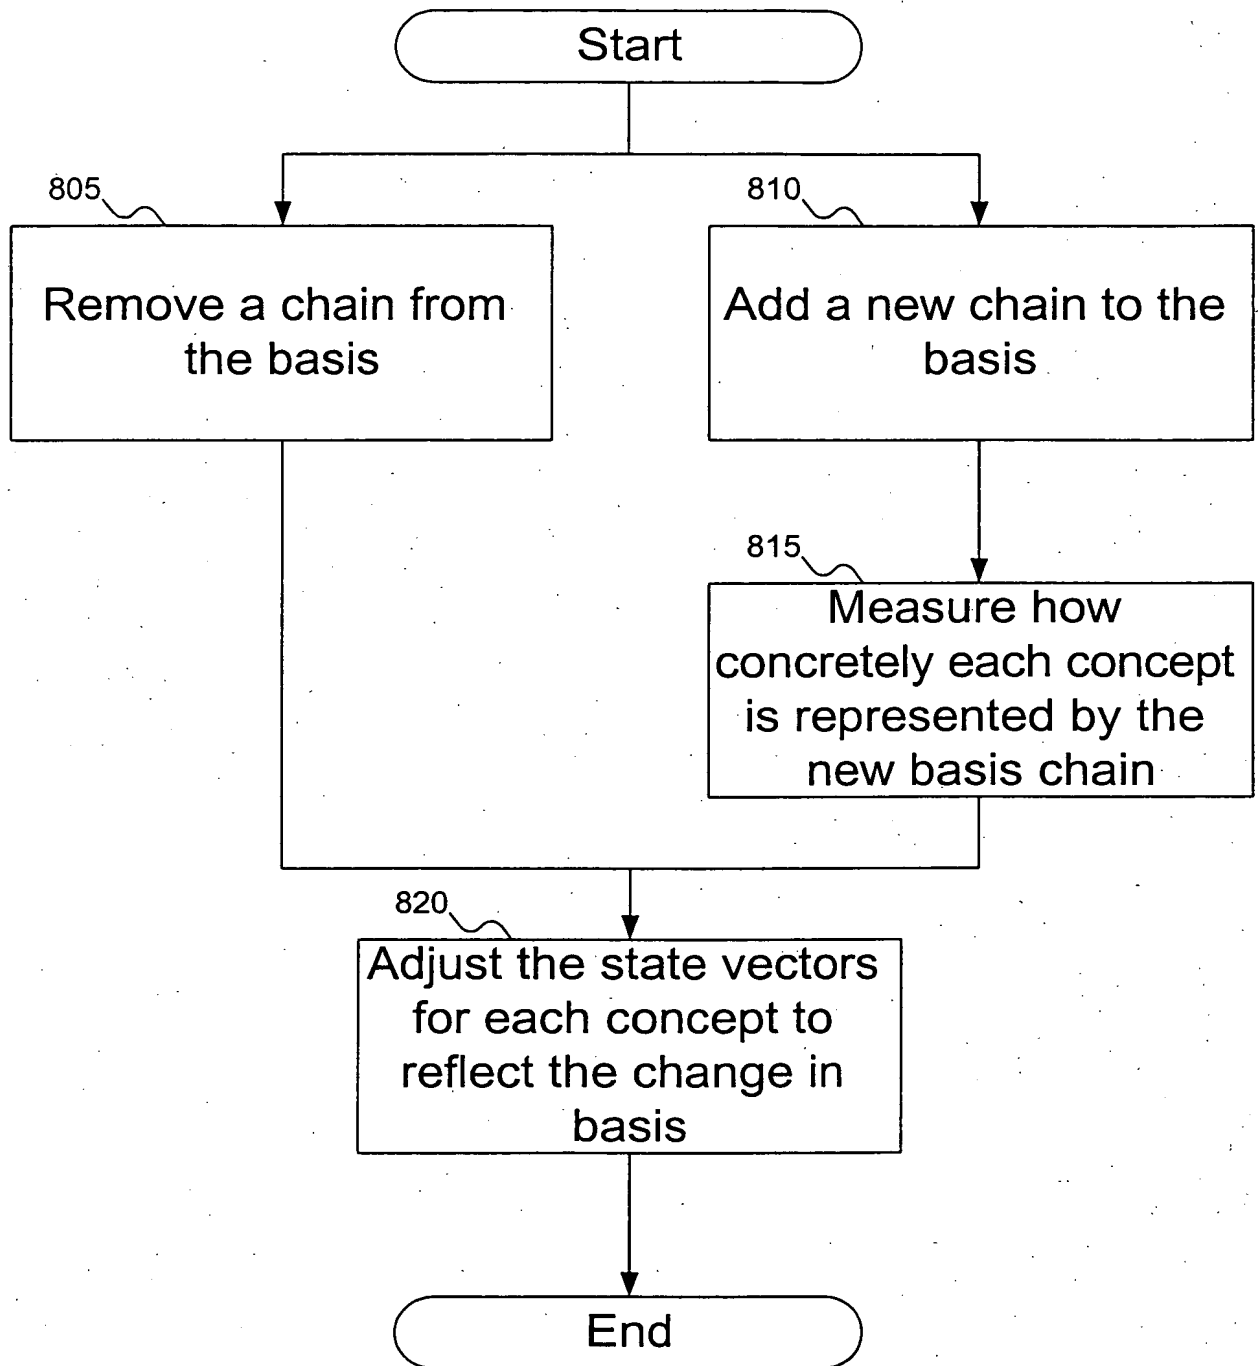 Start
805
Remove a chain from
the basis
810
Add a new chain to the
basis
815
Measure how
concretely each concept
is represented by the
new basis chain
820
Adjust the state vectors
for each concept to
reflect the change in
basis
End